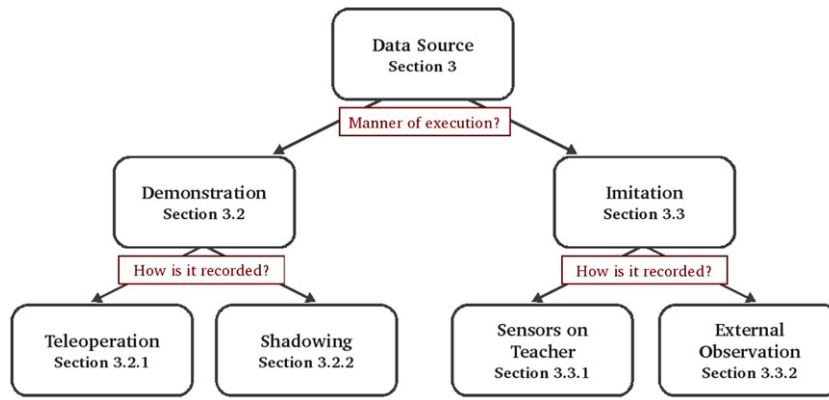 Data Source
Section 3
Manner of execution?
Demonstration
Section 3.2
Imitation
Section 3.3
How is it recorded?
How is it recorded?
Teleoperation
Section 3.2.1
Shadowing
Section 3.2.2
Sensors on
Teacher
Section 3.3.1
External
Observation
Section 3.3.2